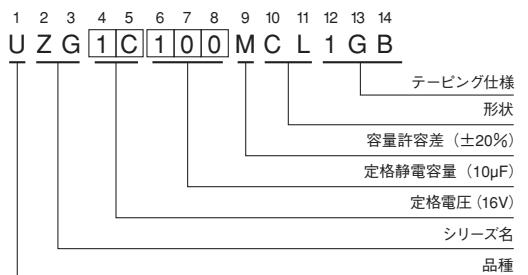 1 2 3 4 5 6 7 8 9 10 11 12 13 14
U Z G 1 C 1 0 0 M C L 1 G B
テーピング仕様
形状
容量許容差（±20%）
定格静電容量（10μF）
定格電圧（16V）
シリーズ名
品種